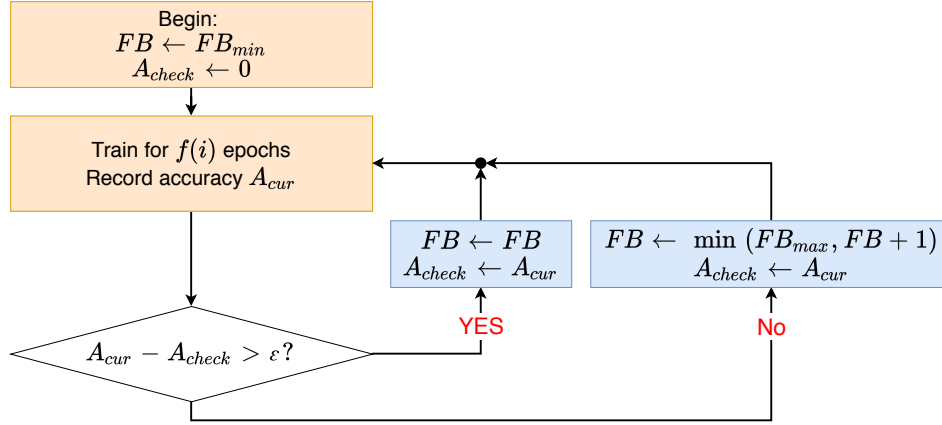 Begin:
FB ← FB_min
A_check ← 0
Train for f(i) epochs
Record accuracy A_cur
FB ← FB
A_check ← A_cur
FB ← min (FB_max, FB + 1)
A_check ← A_cur
YES
No
A_cur − A_check > ε?